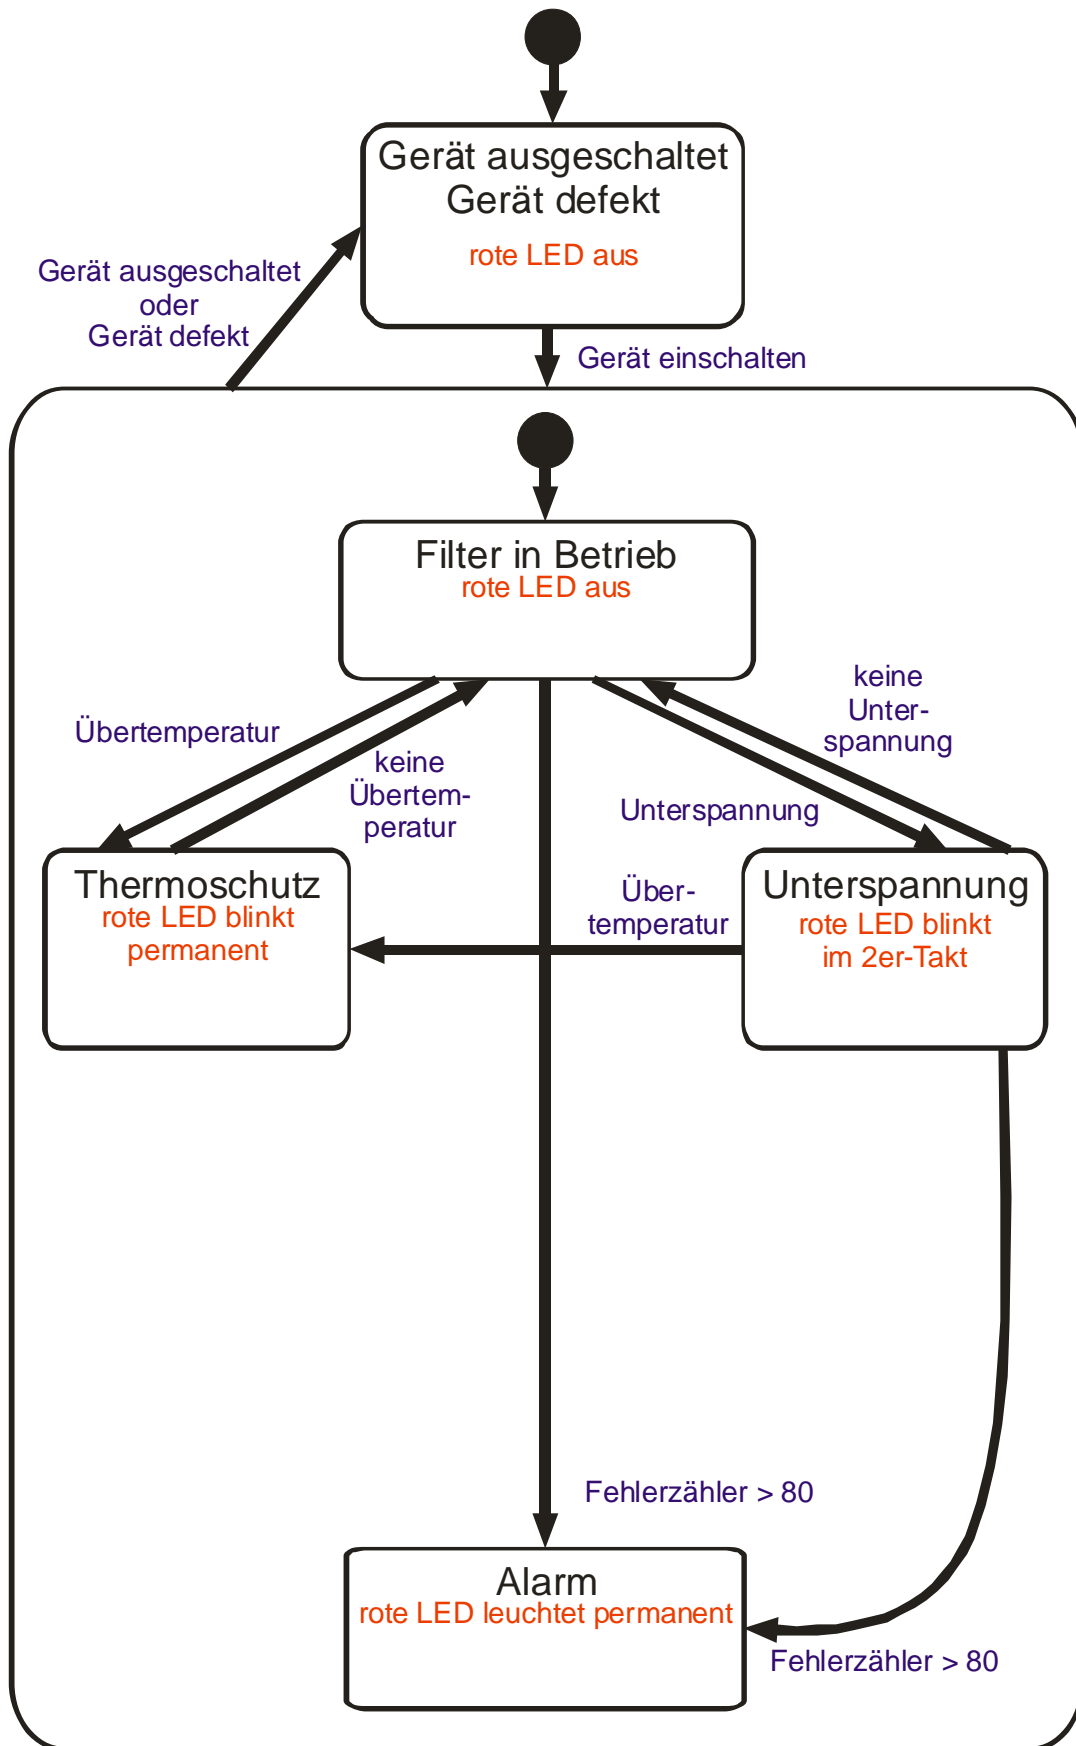 Gerät ausgeschaltet
Gerät defekt
rote LED aus
Gerät ausgeschaltet
oder
Gerät defekt
Gerät einschalten
Filter in Betrieb
rote LED aus
Übertemperatur
keine
Übertem-
peratur
keine
Unter-
spannung
Unterspannung
Thermoschutz
rote LED blinkt
permanent
Über-
temperatur
Unterspannung
rote LED blinkt
im 2er-Takt
Fehlerzähler > 80
Alarm
rote LED leuchtet permanent
Fehlerzähler > 80